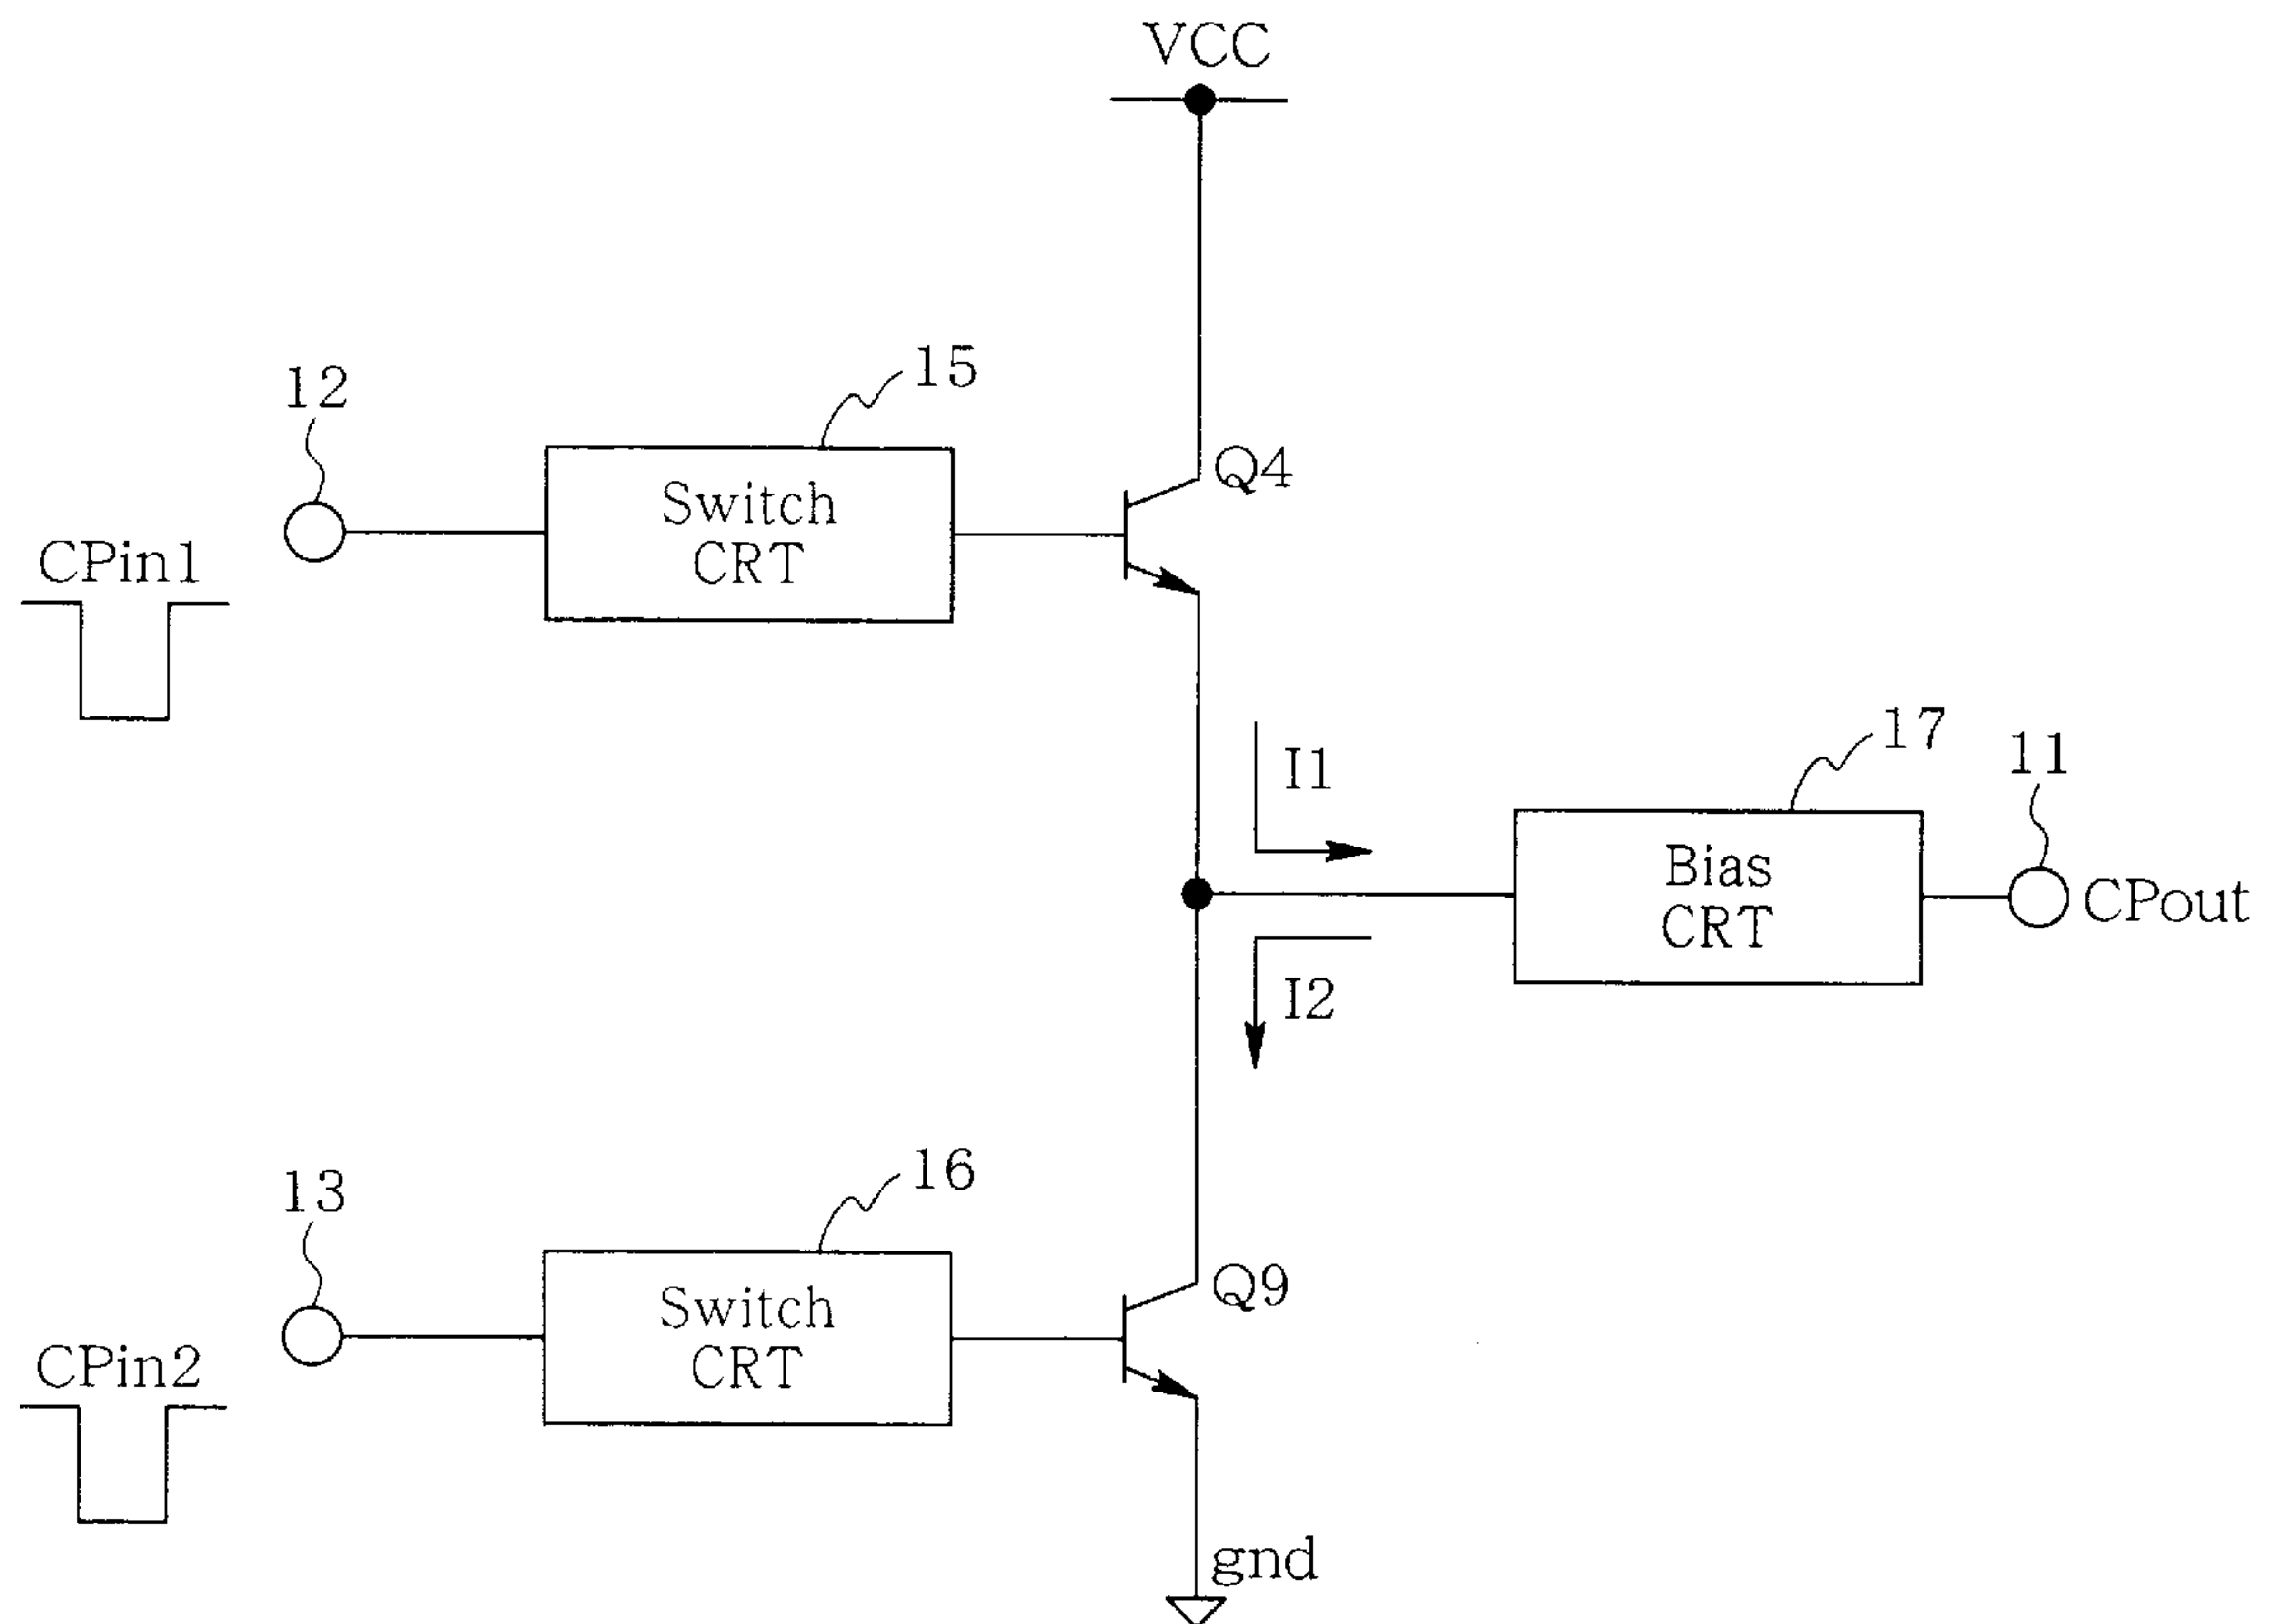 VCC
15
12
Q4
Switch
CRT
CPin1
I1
17
11
Bias
CRT
CPout
I2
16
13
Q9
Switch
CRT
CPin2
gnd